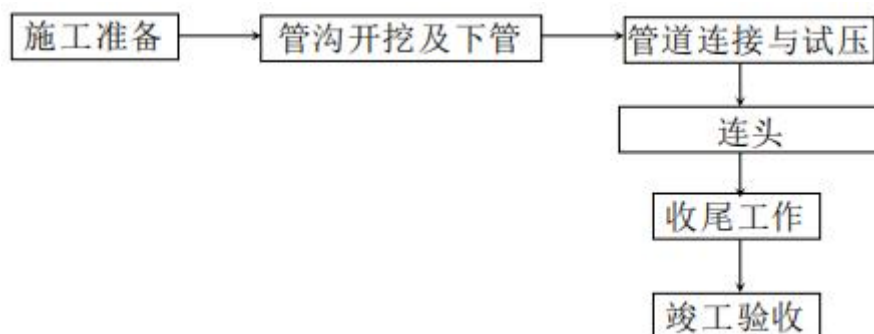 施工准备
管沟开挖及下管
管道连接与试压
连头
收尾工作
竣工验收